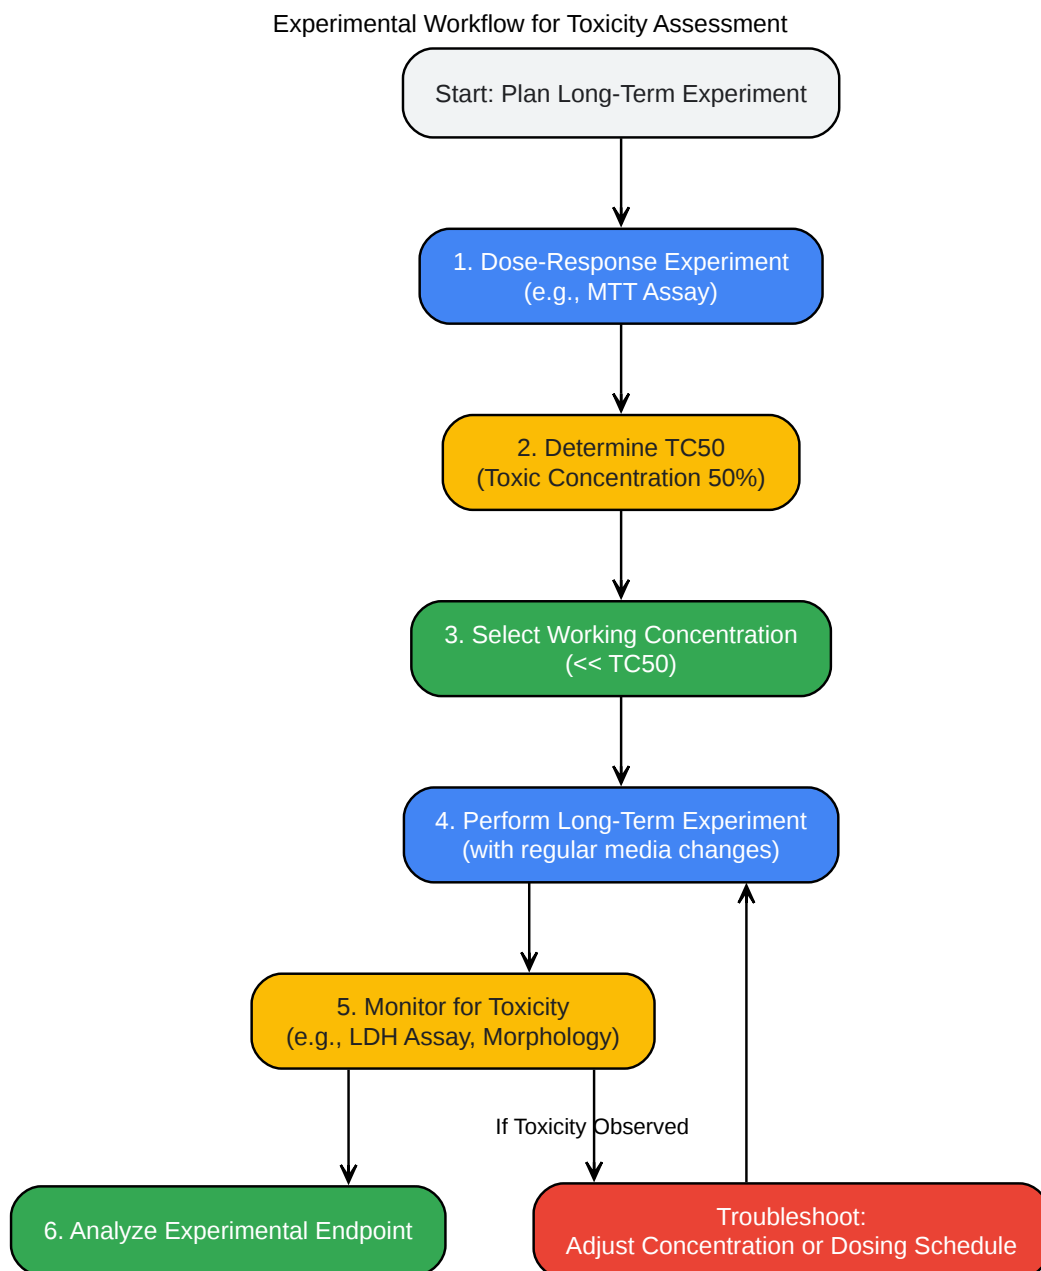 Experimental Workflow for Toxicity Assessment
Start: Plan Long-Term Experiment
1. Dose-Response Experiment
(e.g., MTT Assay)
2. Determine TC50
(Toxic Concentration 50%)
3. Select Working Concentration
(<< TC50)
4. Perform Long-Term Experiment
(with regular media changes)
5. Monitor for Toxicity
(e.g., LDH Assay, Morphology)
If Toxicity Observed
6. Analyze Experimental Endpoint
Troubleshoot:
Adjust Concentration or Dosing Schedule